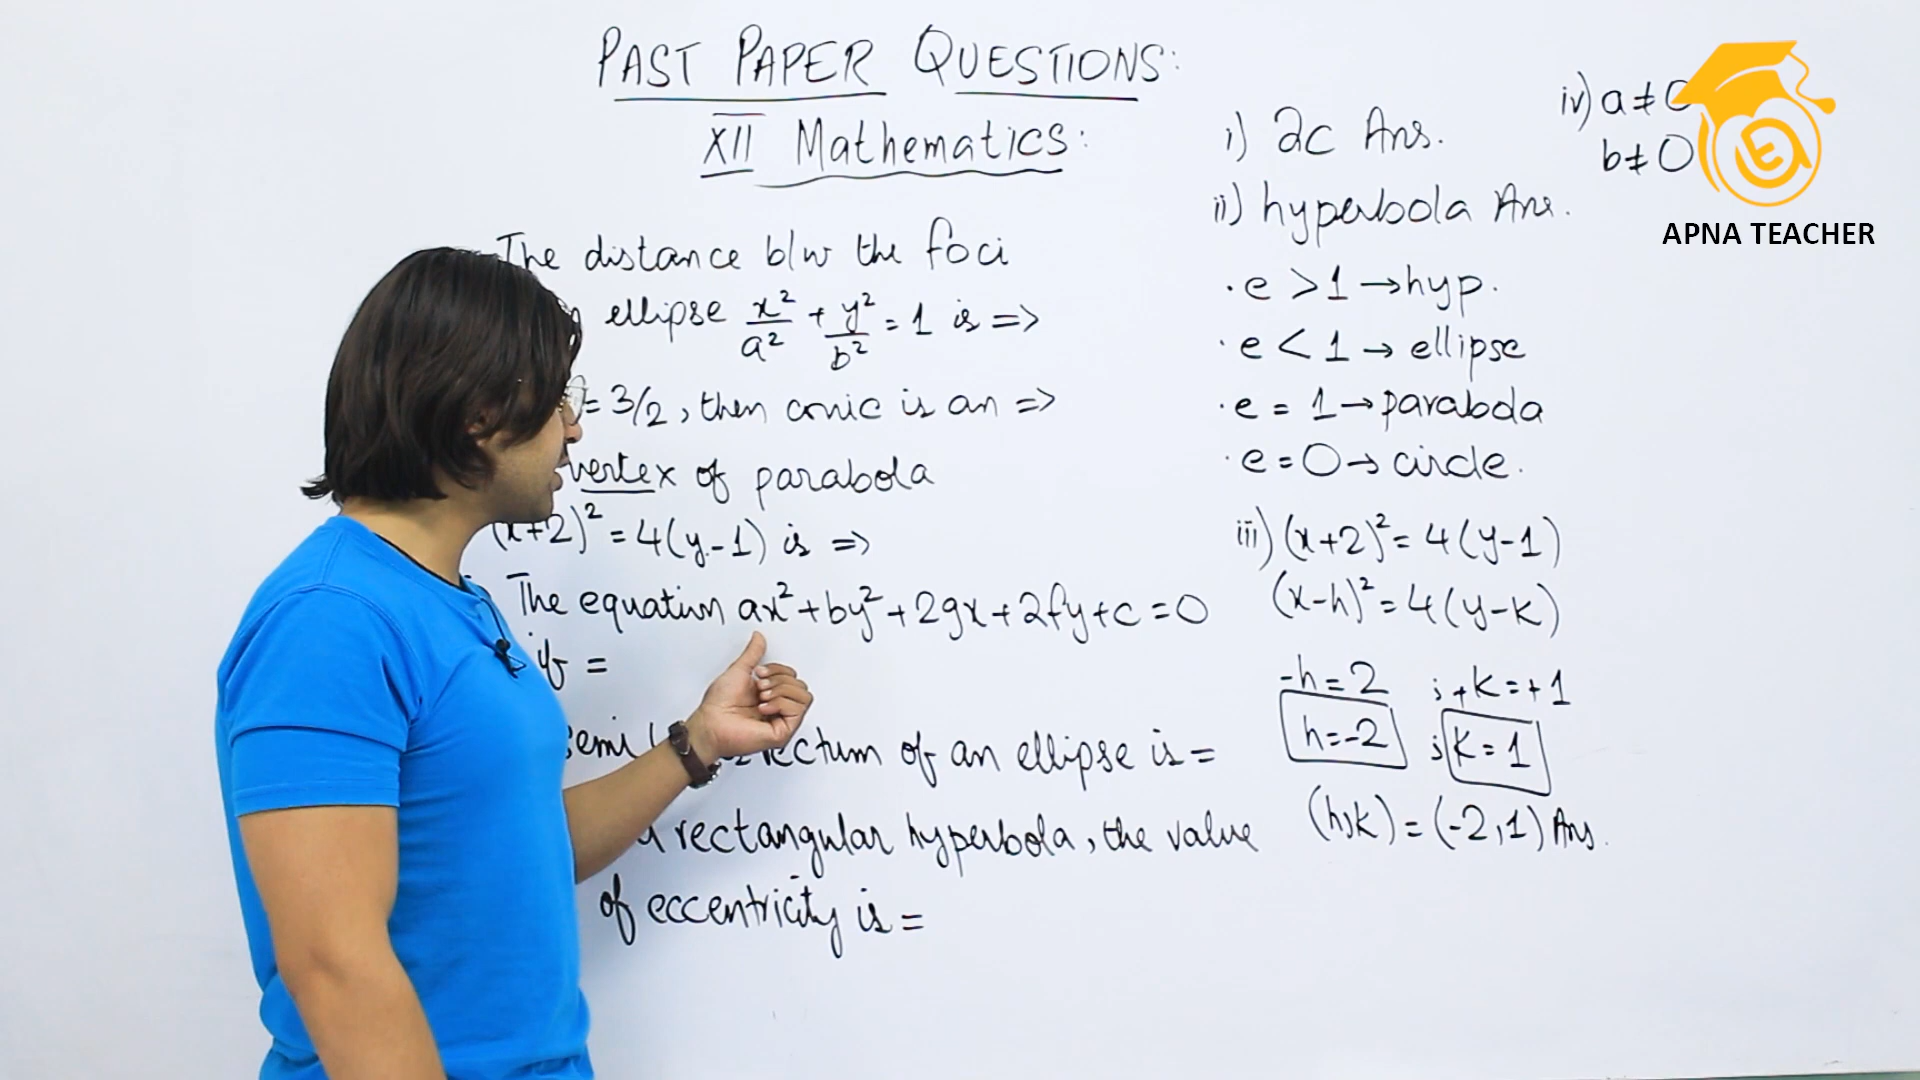 PAST PAPER QUESTIONS:
XII Mathematics:
The distance b/w the foci
ellipse x²/a² + y²/b² = 1 is =>
= 3/2, then conic is an =>
vertex of parabola
(x+2)² = 4(y-1) is =>
The equation ax²+by²+2gx+2fy+c=0
if =
semi rectum of an ellipse is =
rectangular hyperbola, the value
of eccentricity is =
i) 2c Ans.
ii) hyperbola Ans.
. e > 1 → hyp.
. e < 1 → ellipse
. e = 1 → parabola
. e = 0 → circle.
iii) (x+2)² = 4(y-1)
(x-h)² = 4(y-k)
-h = 2 ; +k = +1
h = -2 ; k = 1
(h,k) = (-2,1) Ans.
iv) a ≠ 0
b ≠ 0
APNA TEACHER